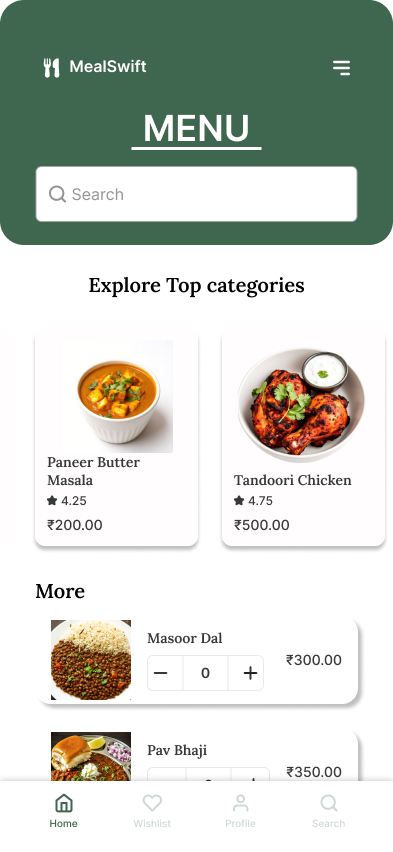 MealSwift
MENU
Search
Explore Top categories
Paneer Butter
Masala
4.25
₹200.00
Tandoori Chicken
4.75
₹500.00
More
Masoor Dal
0
₹300.00
Pav Bhaji
₹350.00
Home
Wishlist
Profile
Search